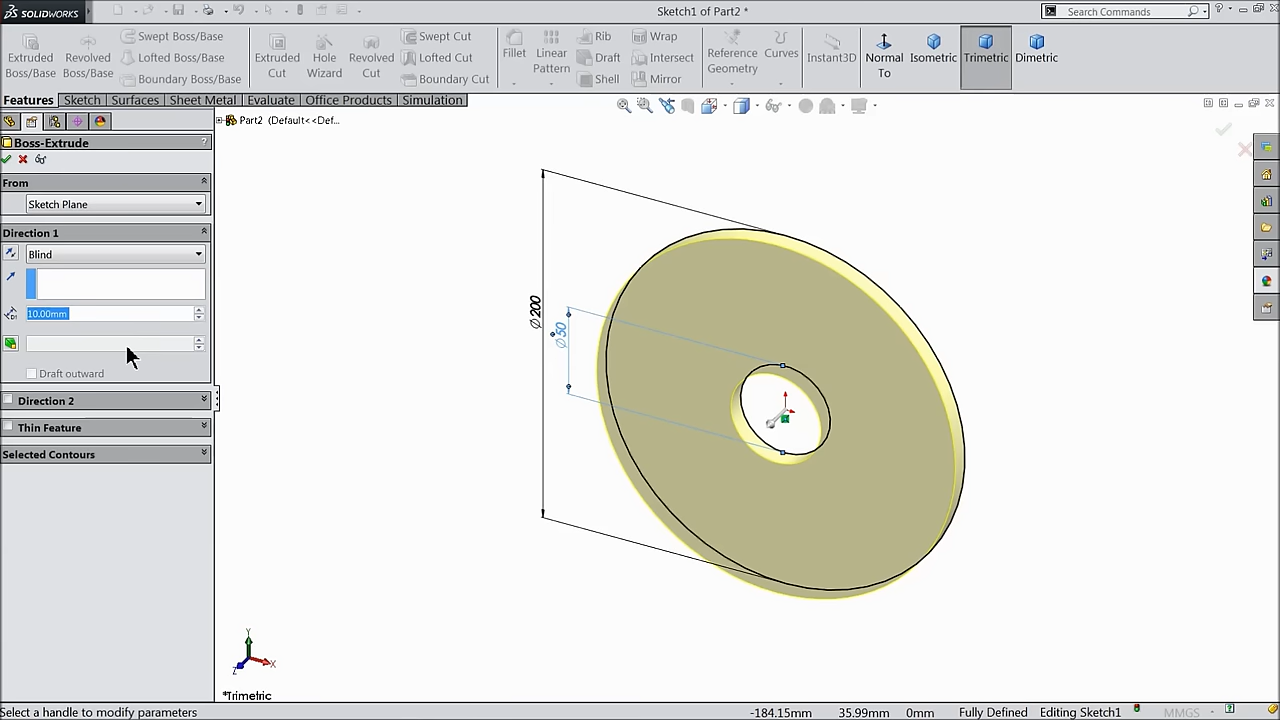 SOLIDWORKS
Sketch1 of Part2 *
Search Commands
Extruded Boss/Base
Revolved Boss/Base
Swept Boss/Base
Lofted Boss/Base
Boundary Boss/Base
Extruded Cut
Hole Wizard
Revolved Cut
Swept Cut
Lofted Cut
Boundary Cut
Fillet
Linear Pattern
Rib
Draft
Shell
Wrap
Intersect
Mirror
Reference Geometry
Curves
Instant3D
Normal To
Isometric
Trimetric
Dimetric
Features
Sketch
Surfaces
Sheet Metal
Evaluate
Office Products
Simulation
Part2 (Default<<Def...
Boss-Extrude
?
From
Sketch Plane
Direction 1
Blind
10.00mm
Draft outward
Direction 2
Thin Feature
Selected Contours
∅200
∅50
Y
X
Z
*Trimetric
Select a handle to modify parameters
-184.15mm
35.99mm
0mm
Fully Defined
Editing Sketch1
MMGS